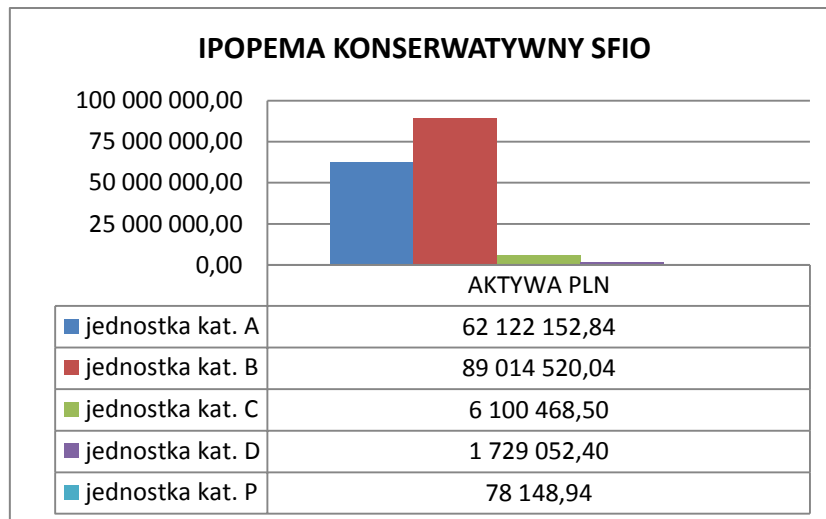 IPOPEMA KONSERWATYWNY SFIO
100 000 000,00
75 000 000,00
50 000 000,00
25 000 000,00
0,00
AKTYWA PLN
jednostka kat. A 62 122 152,84
jednostka kat. B 89 014 520,04
jednostka kat. C 6 100 468,50
jednostka kat. D 1 729 052,40
jednostka kat. P 78 148,94